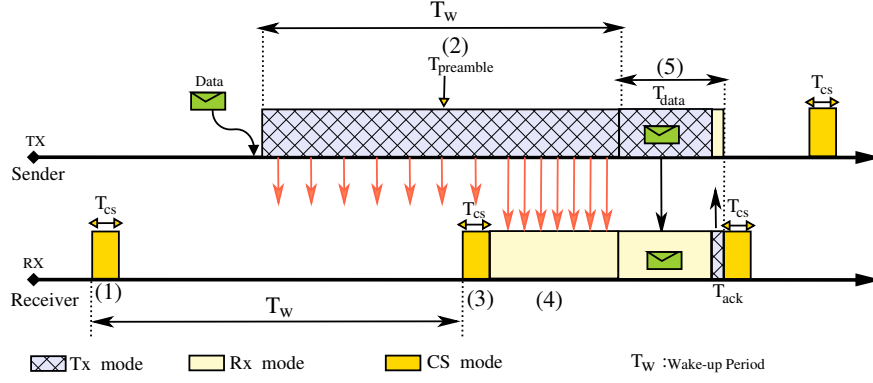 T_W
(2)
T_preamble
(5)
T_data
Data
T_cs
TX
Sender
T_cs
T_cs
T_cs
RX
Receiver
(1)
(3)
(4)
T_ack
T_W
Tx mode
Rx mode
CS mode
T_W :Wake-up Period